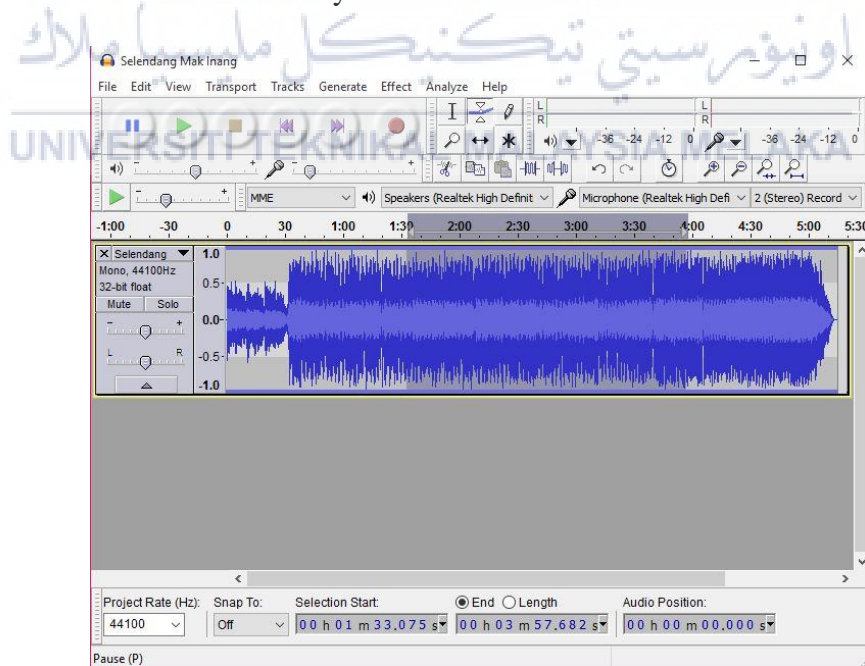 اونيورسيتي تيكنيكل مليسيا ملاك
UNIVERSITI TEKNIKAL MALAYSIA MELAKA
Selendang Mak Inang
File Edit View Transport Tracks Generate Effect Analyze Help
L
R
L
R
-36 -24 -12 0
-36 -24 -12 0
MME
Speakers (Realtek High Definit
Microphone (Realtek High Defi
2 (Stereo) Record
-1:00 -30 0 30 1:00 1:30 2:00 2:30 3:00 3:30 4:00 4:30 5:00 5:30
X Selendang
Mono, 44100Hz
32-bit float
Mute Solo
- +
L R
1.0
0.5
0.0
-0.5
-1.0
Project Rate (Hz): Snap To: Selection Start: End Length Audio Position:
44100 Off 00 h 01 m 33.075 s 00 h 03 m 57.682 s 00 h 00 m 00.000 s
Pause (P)